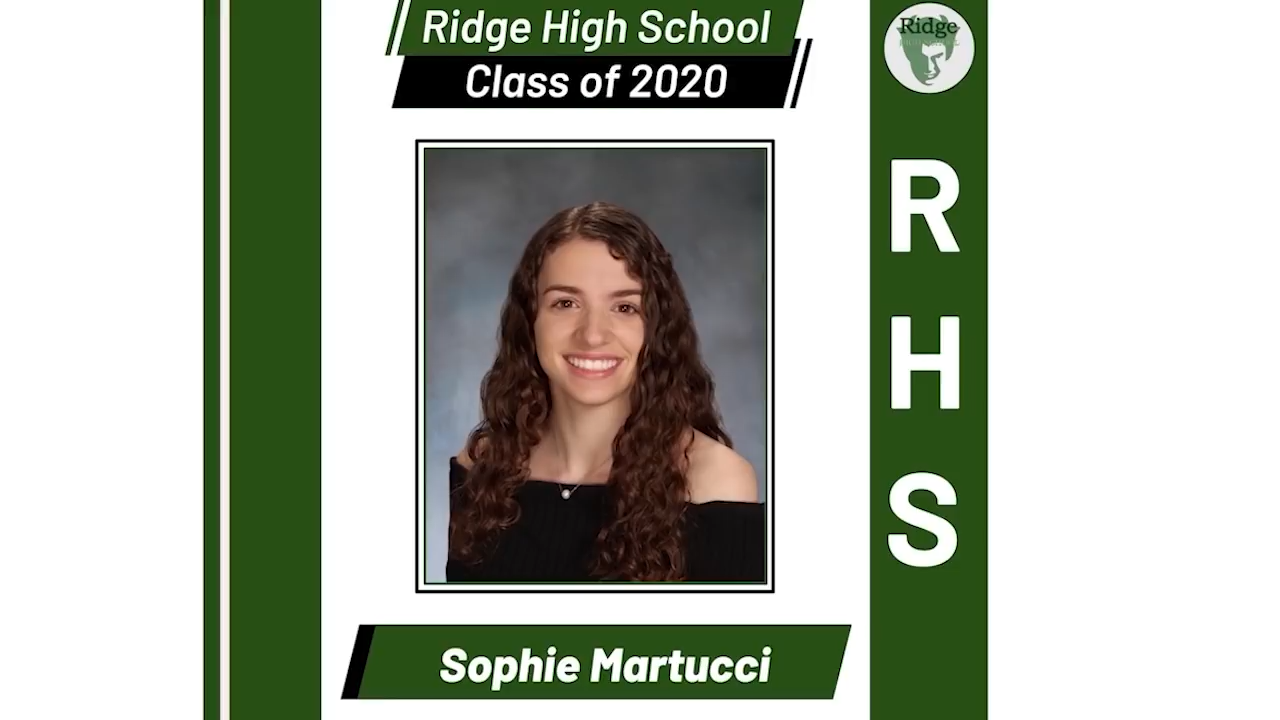 Ridge High School
Class of 2020
Ridge
R
H
S
Sophie Martucci